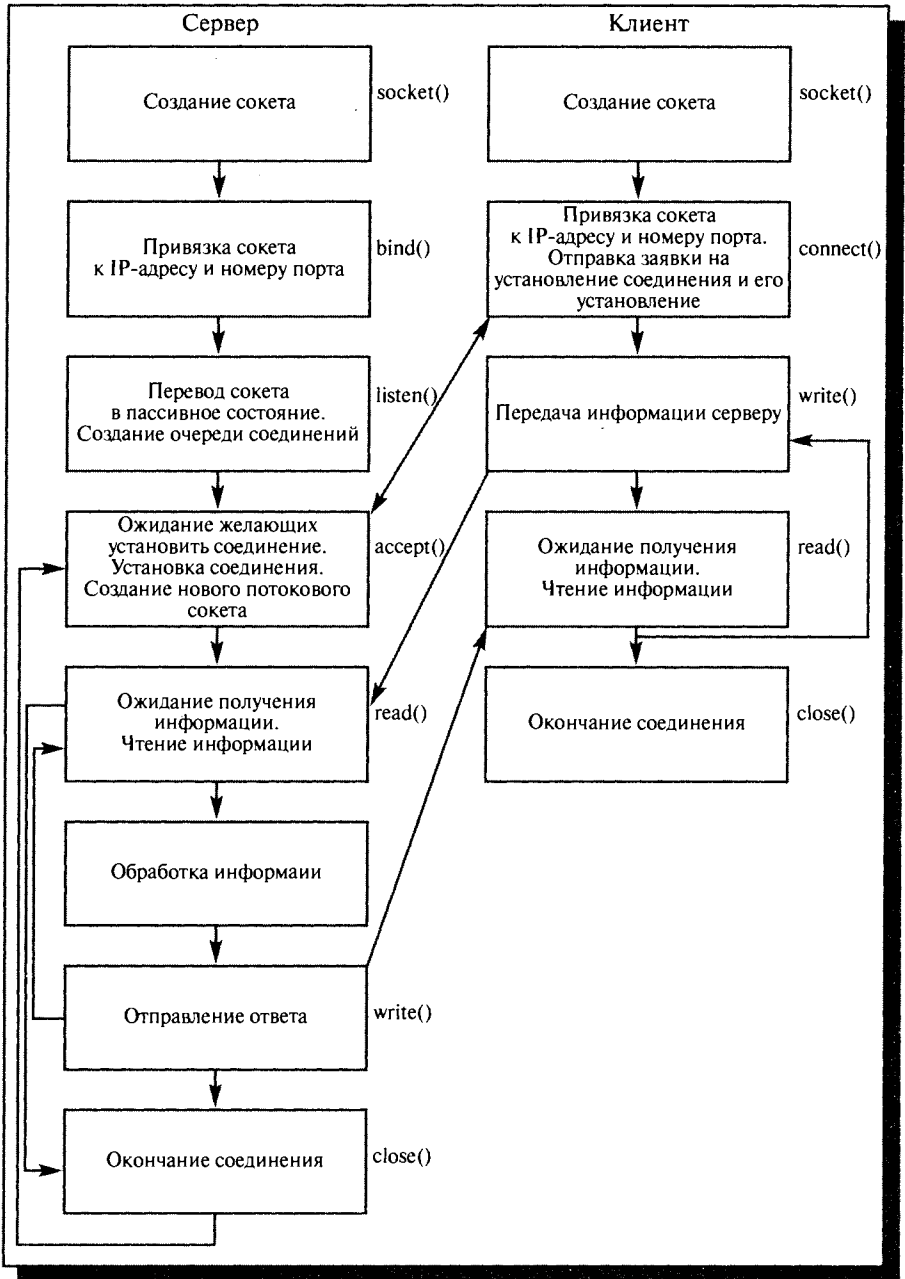 Сервер
Клиент
Создание сокета
socket()
Создание сокета
socket()
Привязка сокета
к IP-адресу и номеру порта
bind()
Привязка сокета
к IP-адресу и номеру порта.
Отправка заявки на
установление соединения и его
установление
connect()
Перевод сокета
в пассивное состояние.
Создание очереди соединений
listen()
Передача информации серверу
write()
Ожидание желающих
установить соединение.
Установка соединения.
Создание нового потокового
сокета
accept()
Ожидание получения
информации.
Чтение информации
read()
Ожидание получения
информации.
Чтение информации
read()
Окончание соединения
close()
Обработка информаии
Отправление ответа
write()
Окончание соединения
close()